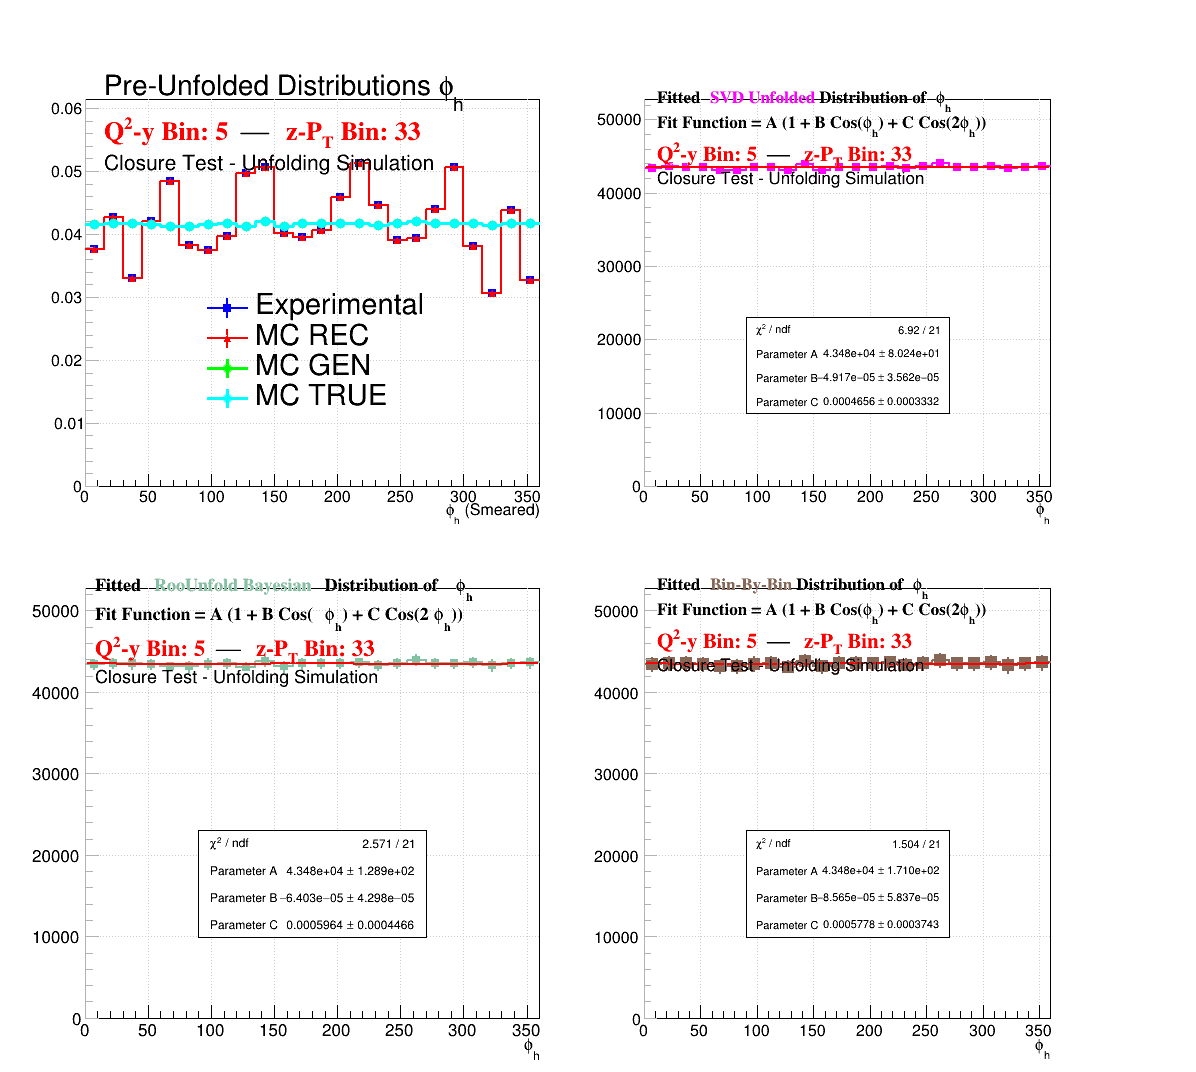 Pre-Unfolded Distributions ϕh
Q²-y Bin: 5 — z-PT Bin: 33
Closure Test - Unfolding Simulation
0.06
0.05
0.04
0.03
0.02
0.01
0
Experimental
MC REC
MC GEN
MC TRUE
0 50 100 150 200 250 300 350
ϕh (Smeared)
Fitted SVD Unfolded Distribution of ϕh
Fit Function = A (1 + B Cos(ϕh) + C Cos(2ϕh))
Q²-y Bin: 5 — z-PT Bin: 33
Closure Test - Unfolding Simulation
50000
40000
30000
20000
10000
0
χ² / ndf 6.92 / 21
Parameter A 4.348e+04 ± 8.024e+01
Parameter B −4.917e−05 ± 3.562e−05
Parameter C 0.0004656 ± 0.0003332
0 50 100 150 200 250 300 350
ϕh
Fitted RooUnfold Bayesian Distribution of ϕh
Fit Function = A (1 + B Cos( ϕh) + C Cos(2 ϕh))
Q²-y Bin: 5 — z-PT Bin: 33
Closure Test - Unfolding Simulation
50000
40000
30000
20000
10000
0
χ² / ndf 2.571 / 21
Parameter A 4.348e+04 ± 1.289e+02
Parameter B −6.403e−05 ± 4.298e−05
Parameter C 0.0005964 ± 0.0004466
0 50 100 150 200 250 300 350
ϕh
Fitted Bin-By-Bin Distribution of ϕh
Fit Function = A (1 + B Cos(ϕh) + C Cos(2ϕh))
Q²-y Bin: 5 — z-PT Bin: 33
Closure Test - Unfolding Simulation
50000
40000
30000
20000
10000
0
χ² / ndf 1.504 / 21
Parameter A 4.348e+04 ± 1.710e+02
Parameter B −8.565e−05 ± 5.837e−05
Parameter C 0.0005778 ± 0.0003743
0 50 100 150 200 250 300 350
ϕh